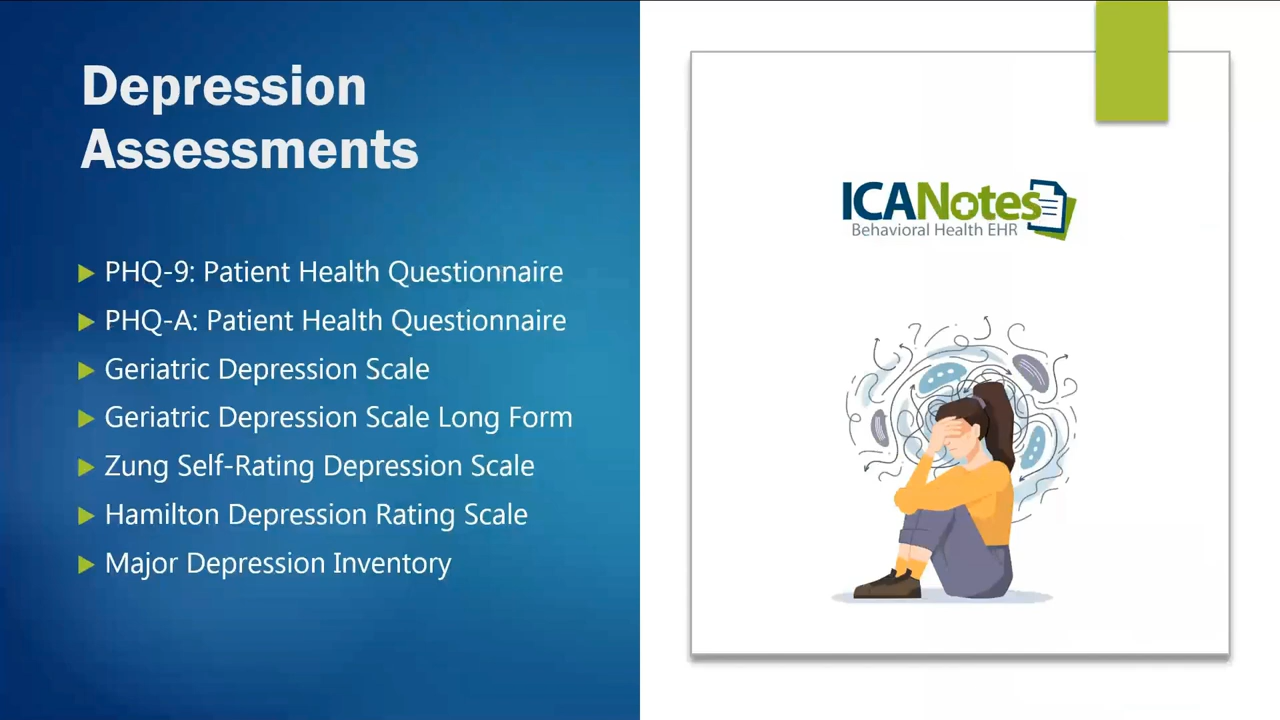 Depression
Assessments
PHQ-9: Patient Health Questionnaire
PHQ-A: Patient Health Questionnaire
Geriatric Depression Scale
Geriatric Depression Scale Long Form
Zung Self-Rating Depression Scale
Hamilton Depression Rating Scale
Major Depression Inventory
ICANotes
Behavioral Health EHR